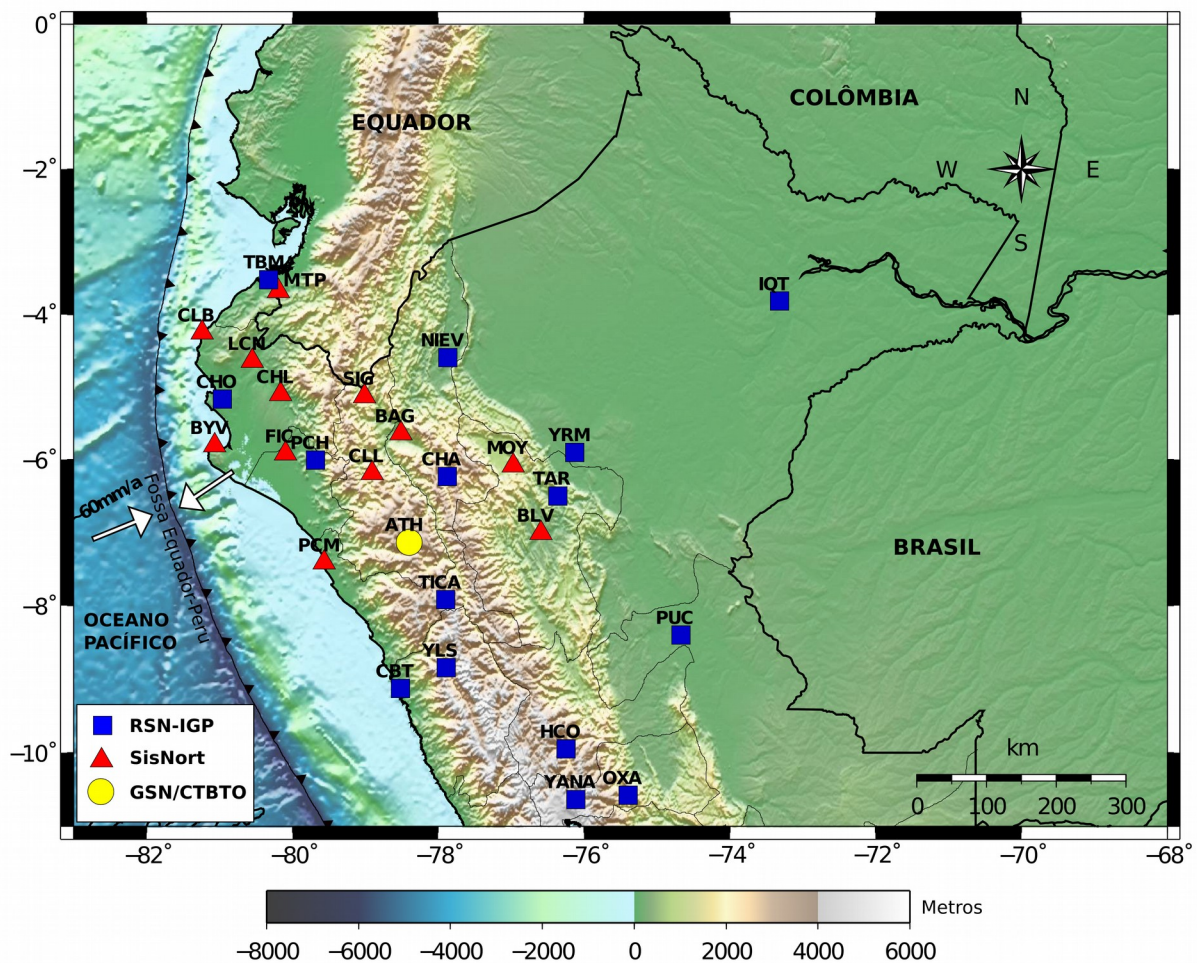 0°
−2°
−4°
−6°
−8°
−10°
EQUADOR
COLÔMBIA
N
W
E
S
TBM
MTP
IQT
CLB
LCN
NIEV
CHO
CHL
SIG
BYV
BAG
FIC
PCH
CLL
CHA
MOY
YRM
TAR
BLV
60mm/a
Fossa Equador-Peru
ATH
PCM
BRASIL
TICA
OCEANO
PACÍFICO
PUC
YLS
CBT
HCO
YANA
OXA
RSN-IGP
SisNort
GSN/CTBTO
km
0 100 200 300
−82° −80° −78° −76° −74° −72° −70° −68°
Metros
−8000 −6000 −4000 −2000 0 2000 4000 6000